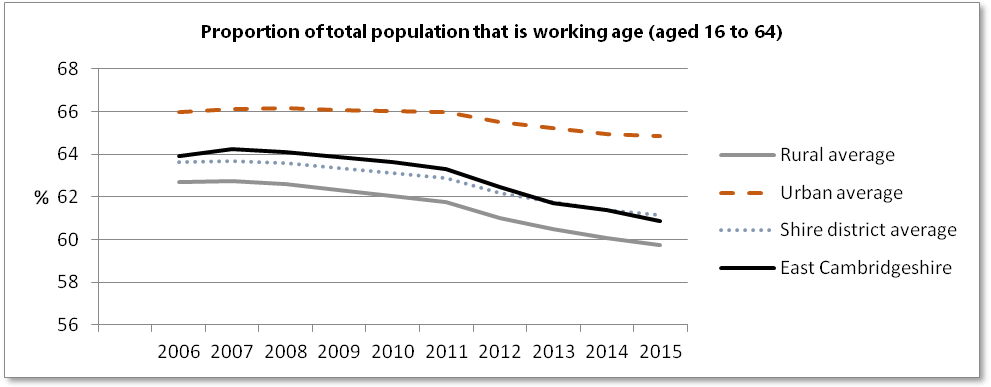 Proportion of total population that is working age (aged 16 to 64)
68
66
64
62
60
58
56
%
2006 2007 2008 2009 2010 2011 2012 2013 2014 2015
Rural average
Urban average
Shire district average
East Cambridgeshire